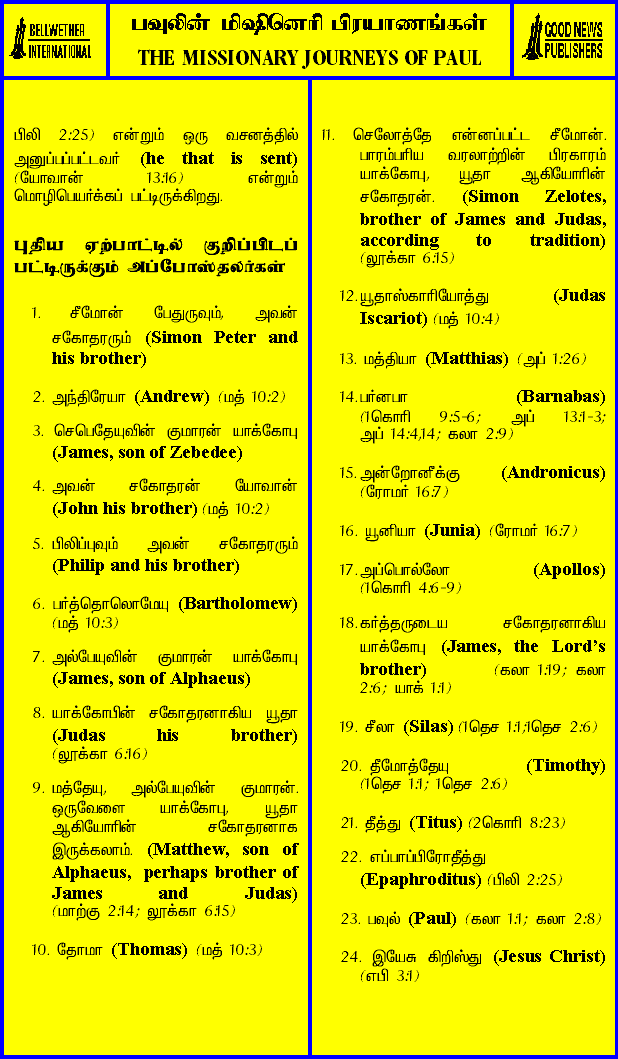 BELLWETHER
INTERNATIONAL
பவுலின் மிஷினெரி பிரயாணங்கள்
THE MISSIONARY JOURNEYS OF PAUL
GOOD NEWS
PUBLISHERS
பிலி 2:25) என்றும் ஒரு வசனத்தில்
அனுப்பப்பட்டவர் (he that is sent)
(யோவான் 13:16) என்றும்
மொழிபெயர்க்கப் பட்டிருக்கிறது.
புதிய ஏற்பாட்டில் குறிப்பிடப்
பட்டிருக்கும் அப்போஸ்தலர்கள்
1. சீமோன் பேதுருவும், அவன்
சகோதரரும் (Simon Peter and
his brother)
2. அந்திரேயா (Andrew) (மத் 10:2)
3. செபெதேயுவின் குமாரன் யாக்கோபு
(James, son of Zebedee)
4. அவன் சகோதரன் யோவான்
(John his brother) (மத் 10:2)
5. பிலிப்புவும் அவன் சகோதரரும்
(Philip and his brother)
6. பர்த்தொலொமேயு (Bartholomew)
(மத் 10:3)
7. அல்பேயுவின் குமாரன் யாக்கோபு
(James, son of Alphaeus)
8. யாக்கோபின் சகோதரனாகிய யூதா
(Judas his brother)
(லூக்கா 6:16)
9. மத்தேயு, அல்பேயுவின் குமாரன்.
ஒருவேளை யாக்கோபு, யூதா
ஆகியோரின் சகோதரனாக
இருக்கலாம். (Matthew, son of
Alphaeus, perhaps brother of
James and Judas)
(மாற்கு 2:14; லூக்கா 6:15)
10. தோமா (Thomas) (மத் 10:3)
11. செலோத்தே என்னப்பட்ட சீமோன்.
பாரம்பரிய வரலாற்றின் பிரகாரம்
யாக்கோபு, யூதா ஆகியோரின்
சகோதரன். (Simon Zelotes,
brother of James and Judas,
according to tradition)
(லூக்கா 6:15)
12. யூதாஸ்காரியோத்து (Judas
Iscariot) (மத் 10:4)
13. மத்தியா (Matthias) (அப் 1:26)
14. பர்னபா (Barnabas)
(1கொரி 9:5-6; அப் 13:1-3;
அப் 14:4,14; கலா 2:9)
15. அன்றோனீக்கு (Andronicus)
(ரோமர் 16:7)
16. யூனியா (Junia) (ரோமர் 16:7)
17. அப்பொல்லோ (Apollos)
(1கொரி 4:6-9)
18. கர்த்தருடைய சகோதரனாகிய
யாக்கோபு (James, the Lord's
brother) (கலா 1:19; கலா
2:6; யாக் 1:1)
19. சீலா (Silas) (1தெச 1:1;1தெச 2:6)
20. தீமோத்தேயு (Timothy)
(1தெச 1:1; 1தெச 2:6)
21. தீத்து (Titus) (2கொரி 8:23)
22. எப்பாப்பிரோதீத்து
(Epaphroditus) (பிலி 2:25)
23. பவுல் (Paul) (கலா 1:1; கலா 2:8)
24. இயேசு கிறிஸ்து (Jesus Christ)
(எபி 3:1)